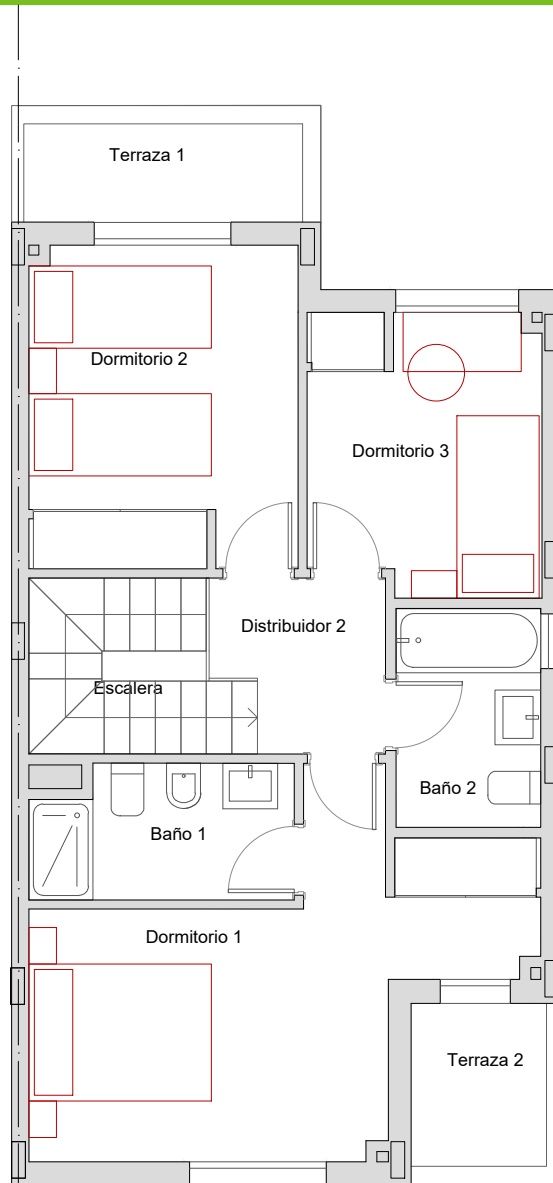 Terraza 1
Dormitorio 2
Dormitorio 3
Distribuidor 2
Escalera
Baño 2
Baño 1
Dormitorio 1
Terraza 2